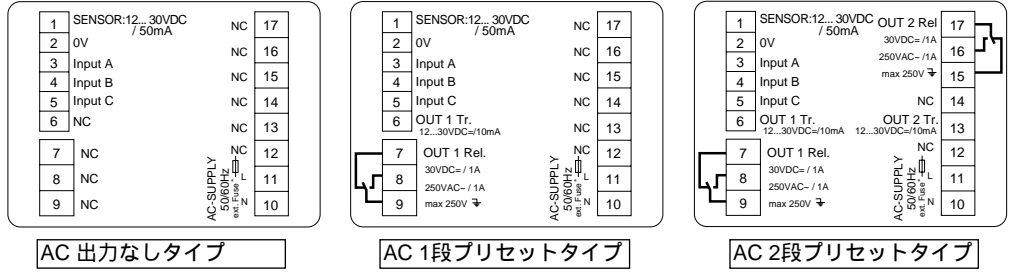 1 SENSOR:12... 30VDC / 50mA
2 0V
3 Input A
4 Input B
5 Input C
6 NC
7 NC
8 NC
9 NC
NC 17
NC 16
NC 15
NC 14
NC 13
NC 12
L 11
N 10
AC-SUPPLY
50/60Hz
ext. Fuse*
AC 出力なしタイプ
1 SENSOR:12... 30VDC / 50mA
2 0V
3 Input A
4 Input B
5 Input C
6 OUT 1 Tr.
12...30VDC=/10mA
7 OUT 1 Rel.
8 30VDC= / 1A
250VAC~ / 1A
9 max 250V
NC 17
NC 16
NC 15
NC 14
NC 13
NC 12
L 11
N 10
AC-SUPPLY
50/60Hz
ext. Fuse*
AC 1段プリセットタイプ
1 SENSOR:12... 30VDC / 50mA
2 0V
3 Input A
4 Input B
5 Input C
6 OUT 1 Tr.
12...30VDC=/10mA
7 OUT 1 Rel.
8 30VDC= / 1A
250VAC~ / 1A
9 max 250V
OUT 2 Rel 17
30VDC= /1A
16
250VAC~ /1A
max 250V 15
NC 14
OUT 2 Tr. 13
12...30VDC=/10mA
NC 12
L 11
N 10
AC-SUPPLY
50/60Hz
ext. Fuse*
AC 2段プリセットタイプ